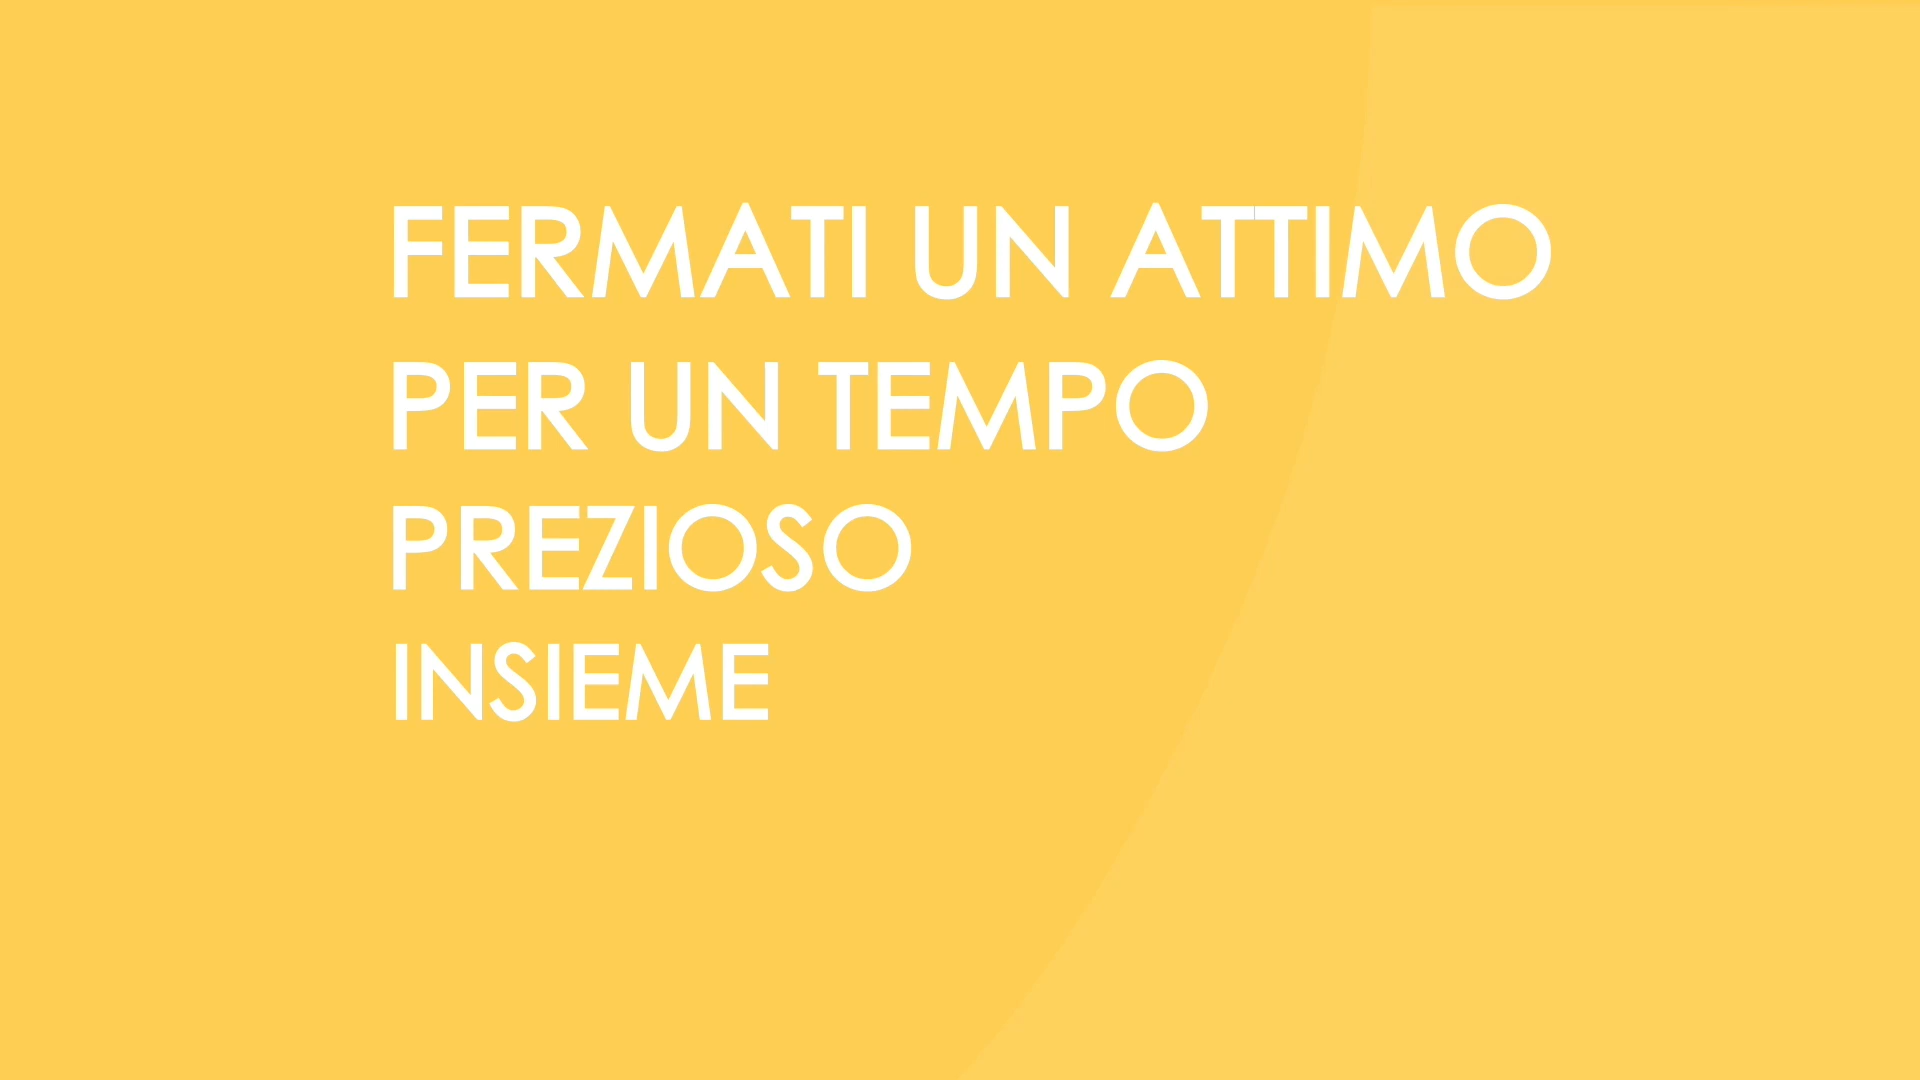 FERMATI UN ATTIMO
PER UN TEMPO
PREZIOSO
INSIEME